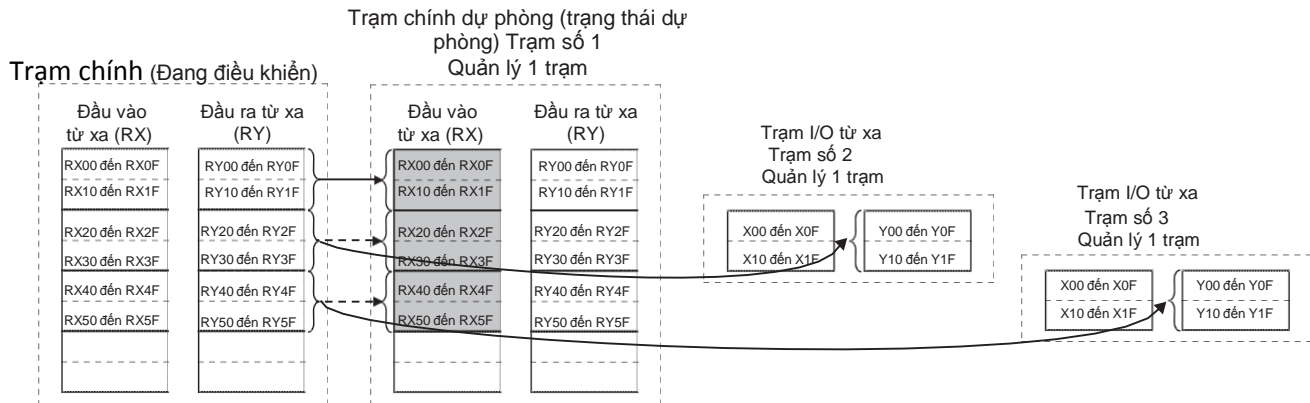 Trạm chính dự phòng (trạng thái dự
phòng) Trạm số 1
Quản lý 1 trạm
Trạm chính (Đang điều khiển)
Đầu vào
từ xa (RX)
RX00 đến RX0F
RX10 đến RX1F
RX20 đến RX2F
RX30 đến RX3F
RX40 đến RX4F
RX50 đến RX5F
Đầu ra từ xa
(RY)
RY00 đến RY0F
RY10 đến RY1F
RY20 đến RY2F
RY30 đến RY3F
RY40 đến RY4F
RY50 đến RY5F
Đầu vào
từ xa (RX)
RX00 đến RX0F
RX10 đến RX1F
RX20 đến RX2F
RX30 đến RX3F
RX40 đến RX4F
RX50 đến RX5F
Đầu ra từ xa
(RY)
RY00 đến RY0F
RY10 đến RY1F
RY20 đến RY2F
RY30 đến RY3F
RY40 đến RY4F
RY50 đến RY5F
Trạm I/O từ xa
Trạm số 2
Quản lý 1 trạm
X00 đến X0F
X10 đến X1F
Y00 đến Y0F
Y10 đến Y1F
Trạm I/O từ xa
Trạm số 3
Quản lý 1 trạm
X00 đến X0F
X10 đến X1F
Y00 đến Y0F
Y10 đến Y1F